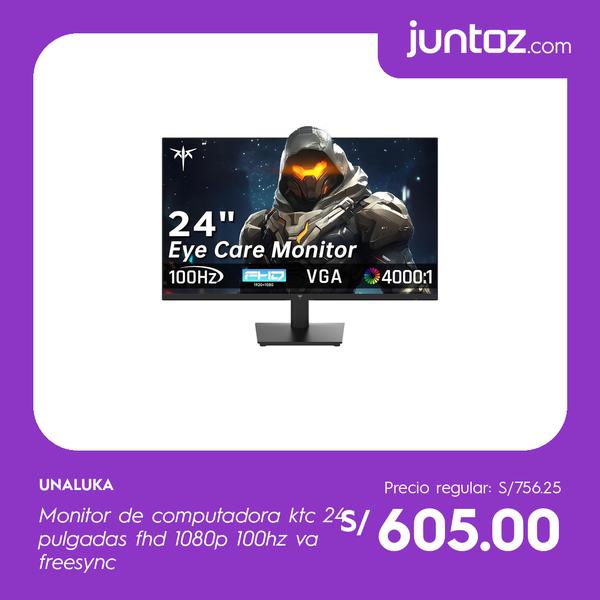 juntoz.com
24"
Eye Care Monitor
100Hz FHD VGA 4000:1
1920×1080
UNALUKA
Precio regular: S/756.25
Monitor de computadora ktc 24
pulgadas fhd 1080p 100hz va
freesync
S/ 605.00